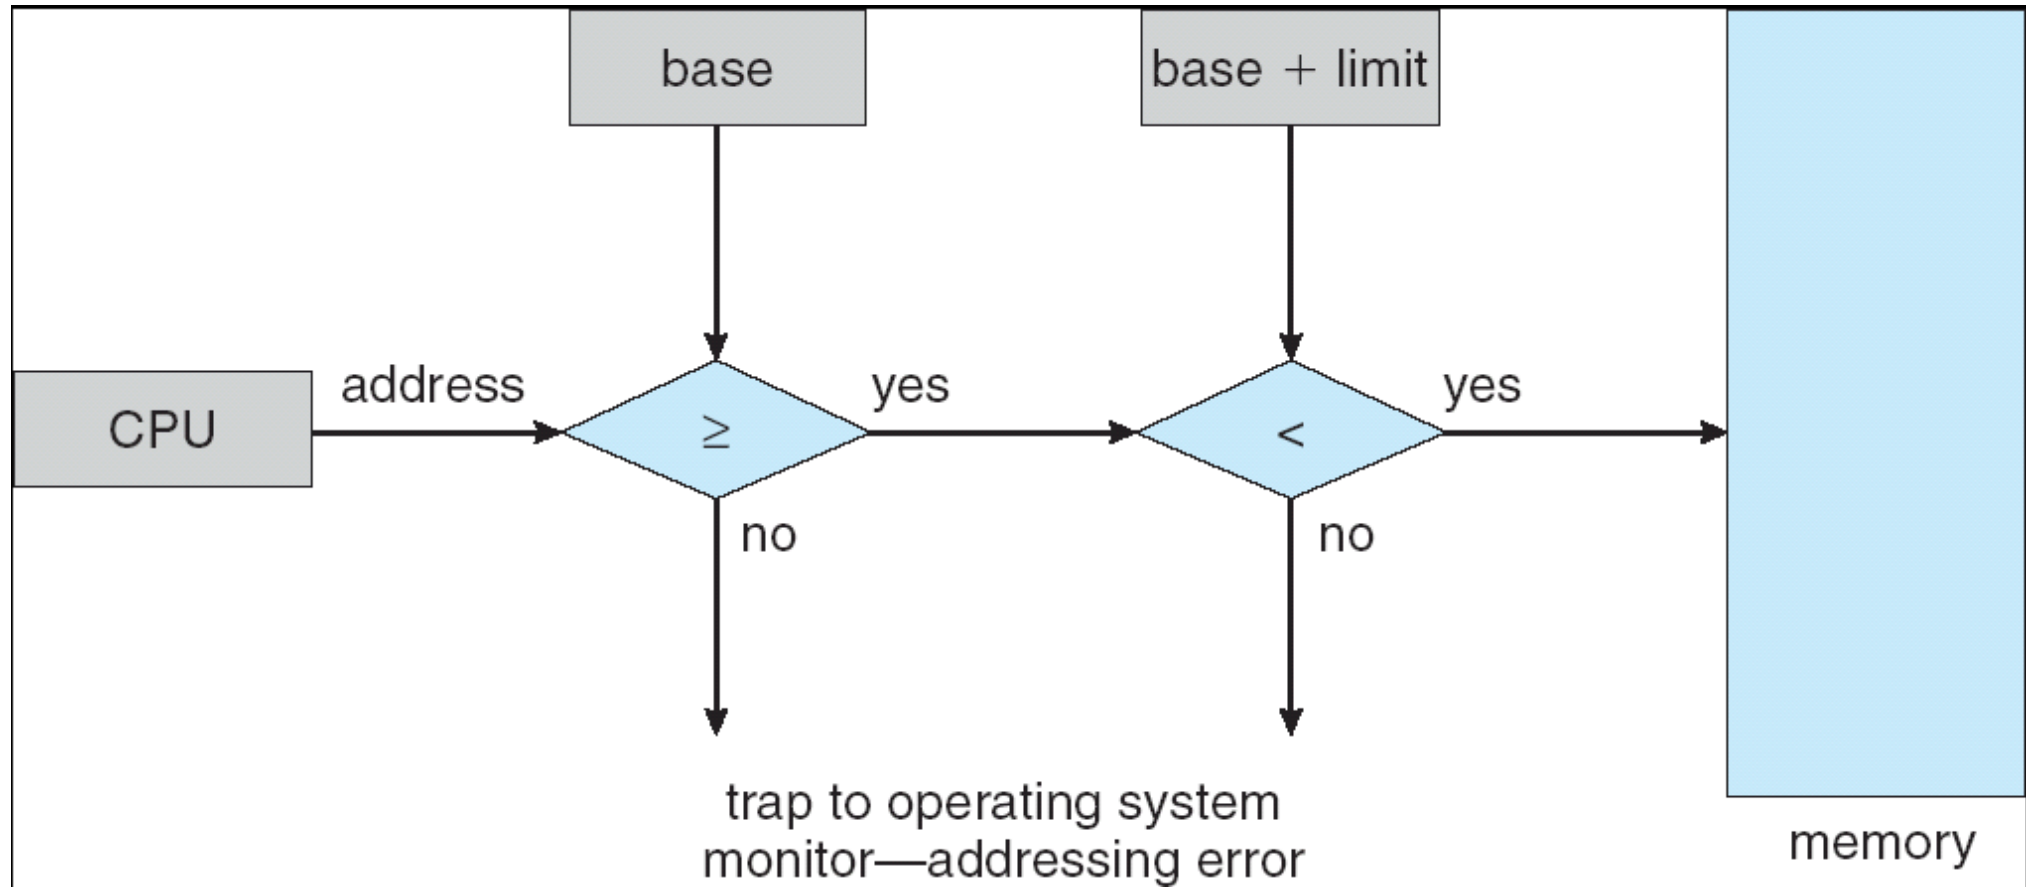 base
base + limit
address
yes
yes
CPU
≥
<
no
no
trap to operating system
monitor—addressing error
memory